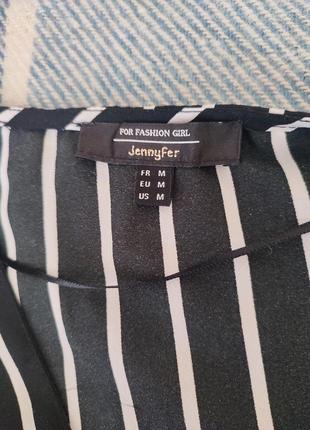 FOR FASHION GIRL
Jennyfer
FR M
EU M
US M